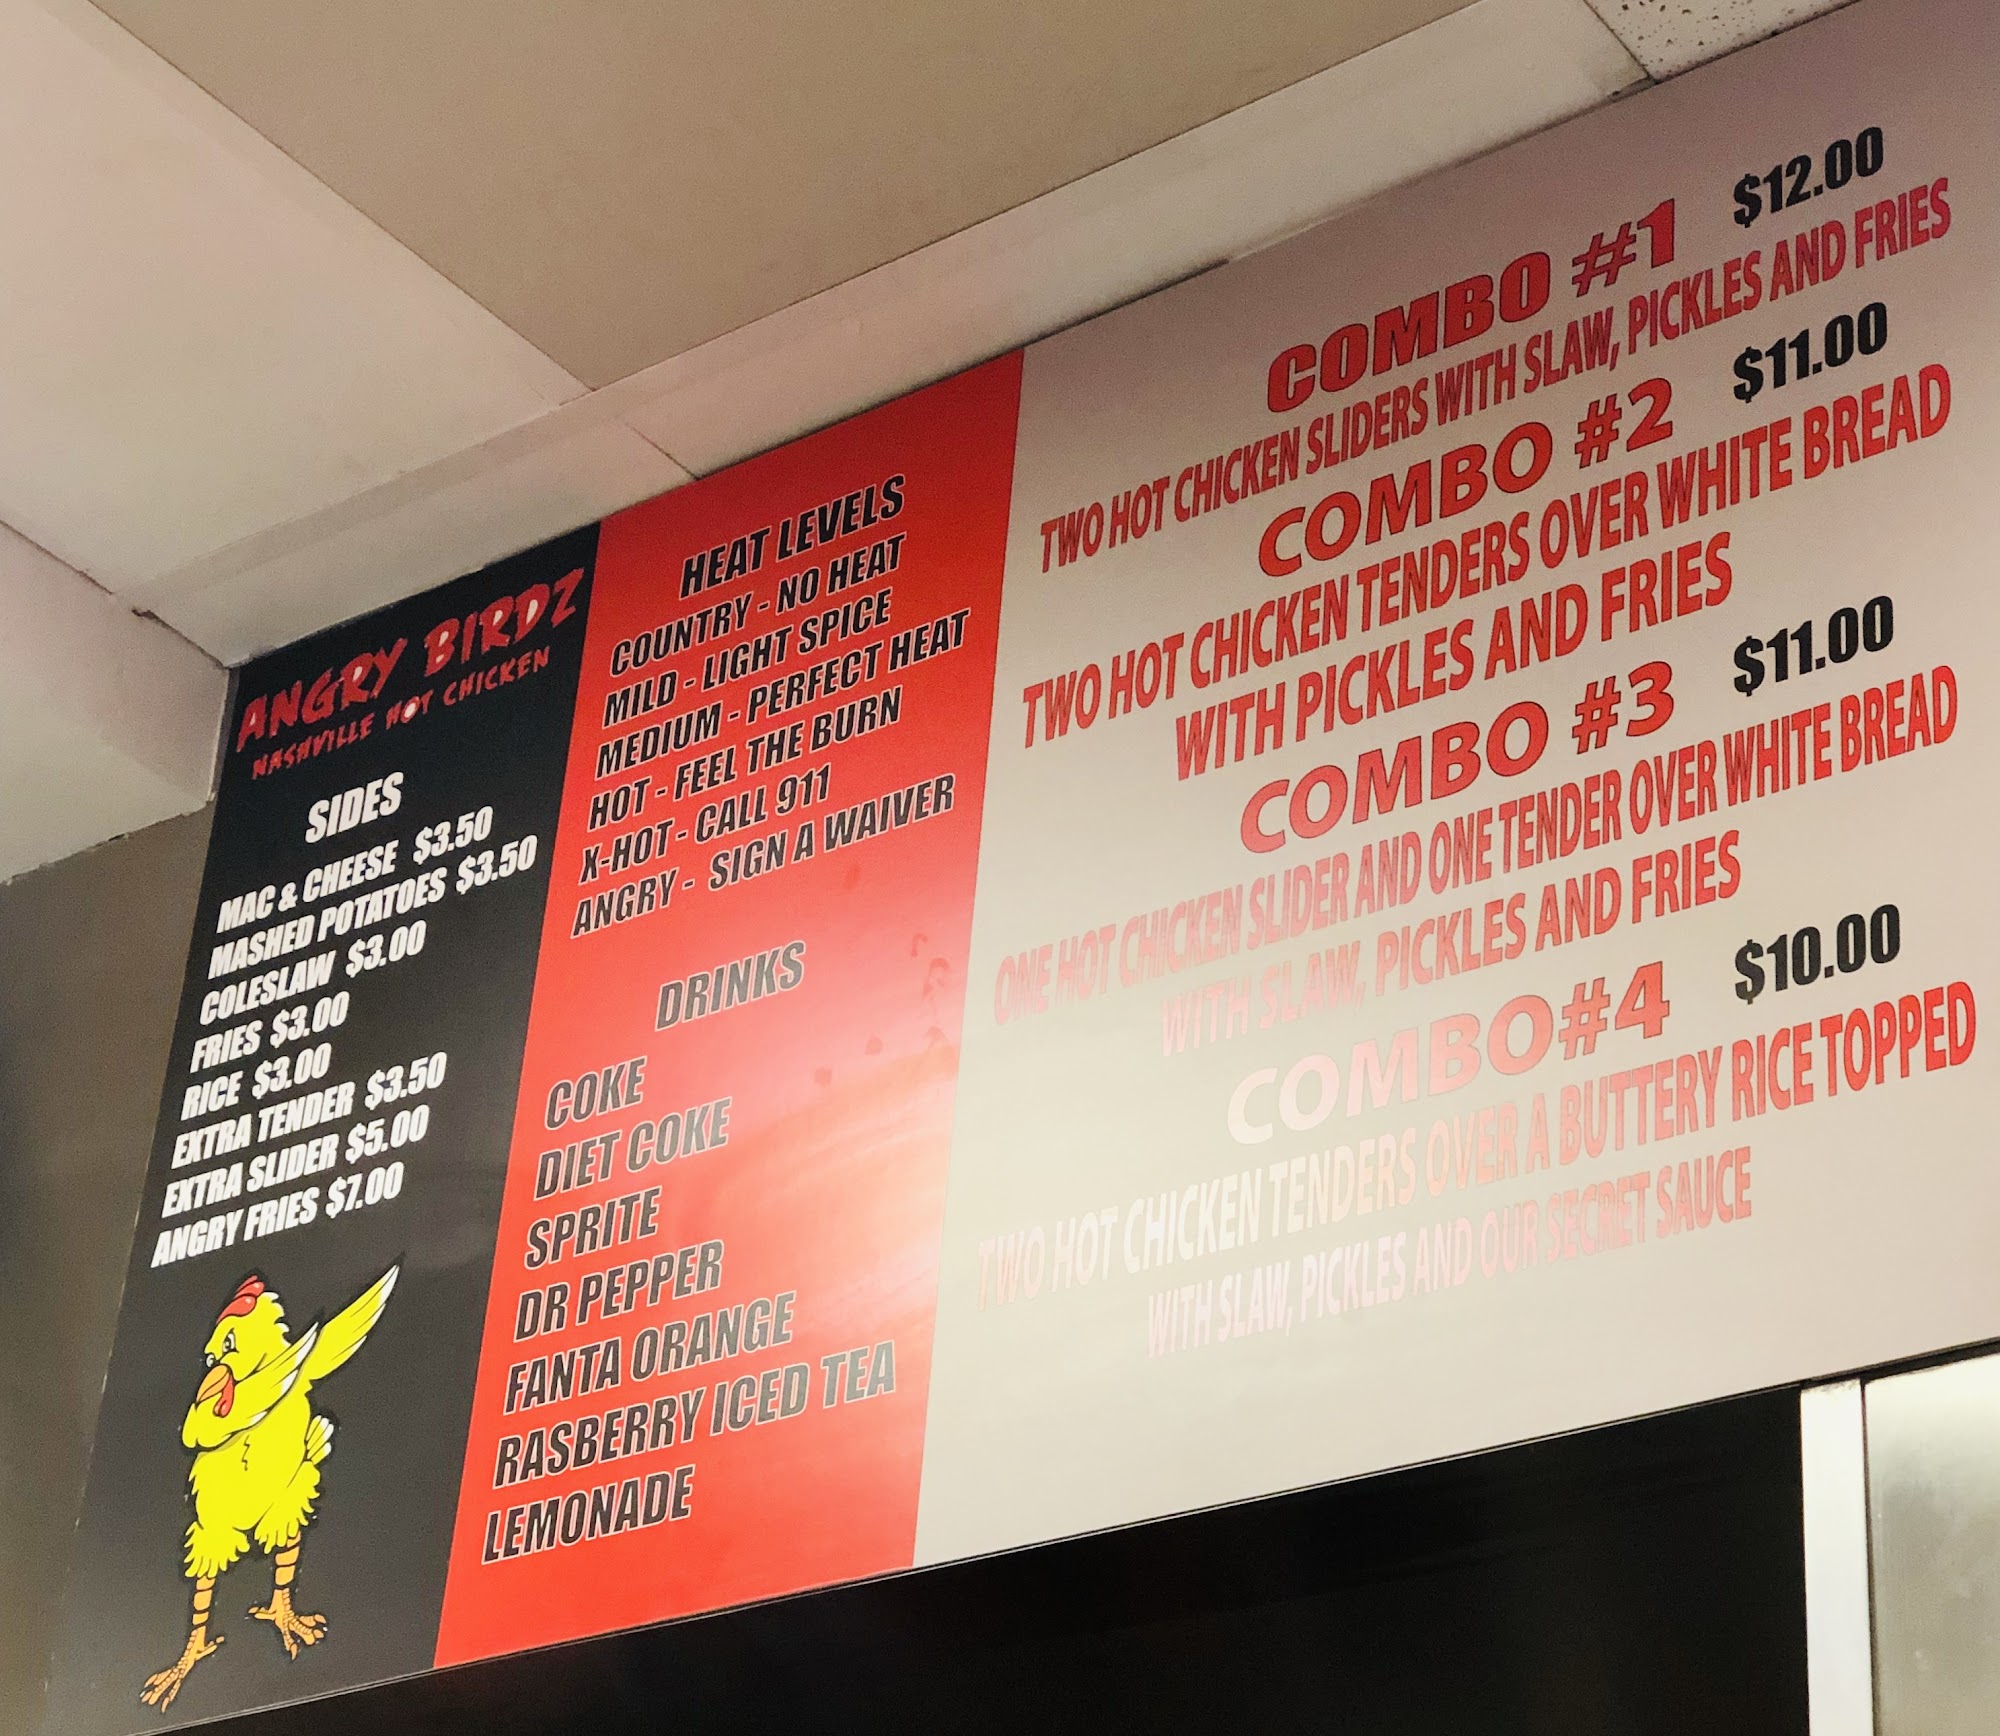 ANGRY BIRDZ
NASHVILLE HOT CHICKEN
SIDES
MAC & CHEESE $3.50
MASHED POTATOES $3.50
COLESLAW $3.00
FRIES $3.00
RICE $3.00
EXTRA TENDER $3.50
EXTRA SLIDER $5.00
ANGRY FRIES $7.00
HEAT LEVELS
COUNTRY - NO HEAT
MILD - LIGHT SPICE
MEDIUM - PERFECT HEAT
HOT - FEEL THE BURN
X-HOT - CALL 911
ANGRY - SIGN A WAIVER
DRINKS
COKE
DIET COKE
SPRITE
DR PEPPER
FANTA ORANGE
RASBERRY ICED TEA
LEMONADE
COMBO #1 $12.00
TWO HOT CHICKEN SLIDERS WITH SLAW, PICKLES AND FRIES
COMBO #2 $11.00
TWO HOT CHICKEN TENDERS OVER WHITE BREAD
WITH PICKLES AND FRIES
COMBO #3 $11.00
ONE HOT CHICKEN SLIDER AND ONE TENDER OVER WHITE BREAD
WITH SLAW, PICKLES AND FRIES
COMBO#4 $10.00
TWO HOT CHICKEN TENDERS OVER A BUTTERY RICE TOPPED
WITH SLAW, PICKLES AND OUR SECRET SAUCE